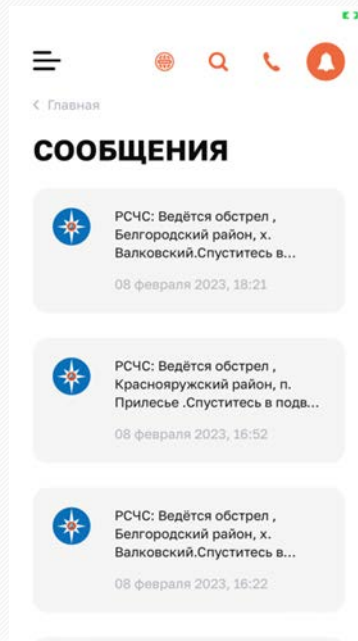 < Главная
СООБЩЕНИЯ
РСЧС: Ведётся обстрел ,
Белгородский район, х.
Валковский.Спуститесь в...
08 февраля 2023, 18:21
РСЧС: Ведётся обстрел ,
Краснояружский район, п.
Прилесье .Спуститесь в подв...
08 февраля 2023, 16:52
РСЧС: Ведётся обстрел ,
Белгородский район, х.
Валковский.Спуститесь в...
08 февраля 2023, 16:22